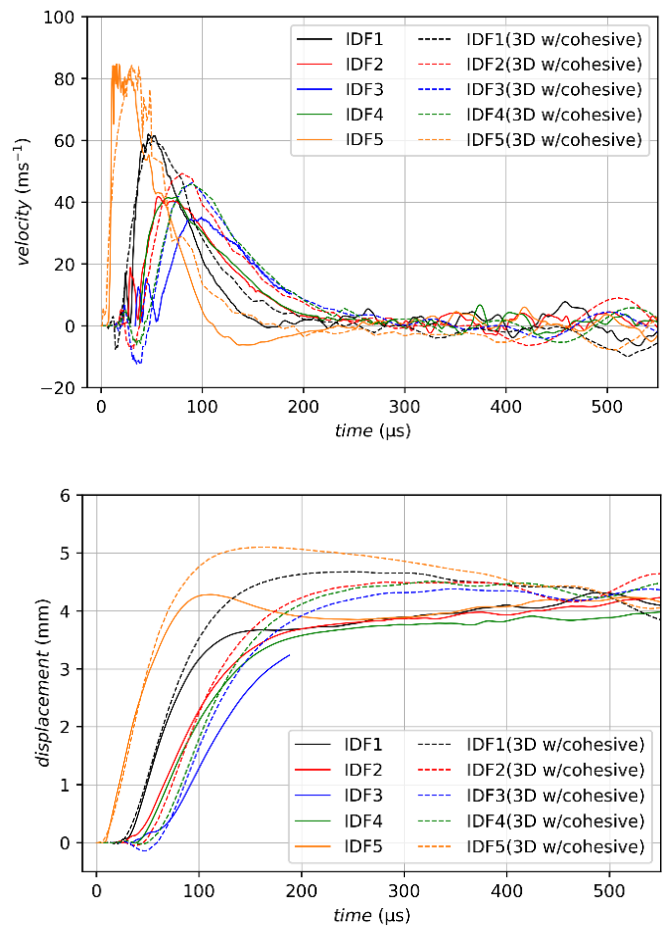 100
80
60
40
20
0
−20
velocity (ms⁻¹)
IDF1 IDF1(3D w/cohesive)
IDF2 IDF2(3D w/cohesive)
IDF3 IDF3(3D w/cohesive)
IDF4 IDF4(3D w/cohesive)
IDF5 IDF5(3D w/cohesive)
0 100 200 300 400 500
time (μs)
6
5
4
3
2
1
0
displacement (mm)
IDF1 IDF1(3D w/cohesive)
IDF2 IDF2(3D w/cohesive)
IDF3 IDF3(3D w/cohesive)
IDF4 IDF4(3D w/cohesive)
IDF5 IDF5(3D w/cohesive)
0 100 200 300 400 500
time (μs)